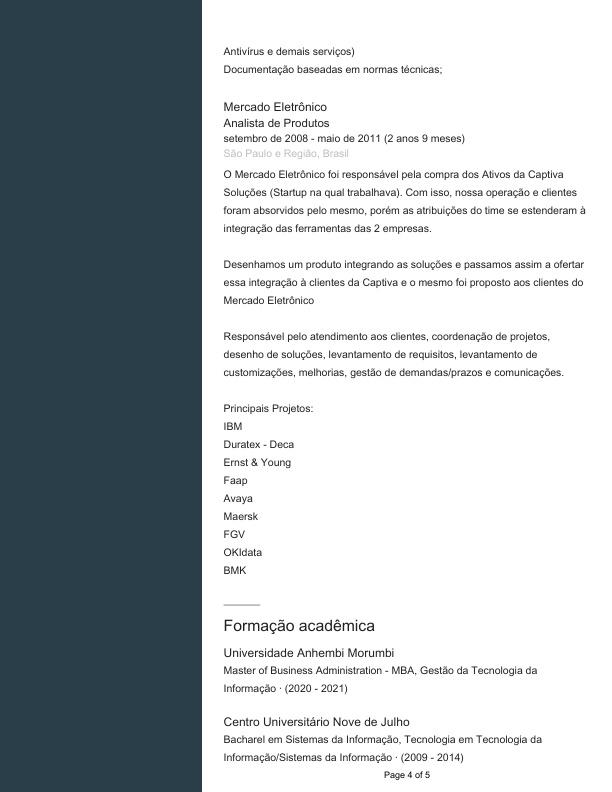 Antivírus e demais serviços)
Documentação baseadas em normas técnicas;
Mercado Eletrônico
Analista de Produtos
setembro de 2008 - maio de 2011 (2 anos 9 meses)
São Paulo e Região, Brasil
O Mercado Eletrônico foi responsável pela compra dos Ativos da Captiva
Soluções (Startup na qual trabalhava). Com isso, nossa operação e clientes
foram absorvidos pelo mesmo, porém as atribuições do time se estenderam à
integração das ferramentas das 2 empresas.
Desenhamos um produto integrando as soluções e passamos assim a ofertar
essa integração à clientes da Captiva e o mesmo foi proposto aos clientes do
Mercado Eletrônico
Responsável pelo atendimento aos clientes, coordenação de projetos,
desenho de soluções, levantamento de requisitos, levantamento de
customizações, melhorias, gestão de demandas/prazos e comunicações.
Principais Projetos:
IBM
Duratex - Deca
Ernst & Young
Faap
Avaya
Maersk
FGV
OKIdata
BMK
Formação acadêmica
Universidade Anhembi Morumbi
Master of Business Administration - MBA, Gestão da Tecnologia da
Informação · (2020 - 2021)
Centro Universitário Nove de Julho
Bacharel em Sistemas da Informação, Tecnologia em Tecnologia da
Informação/Sistemas da Informação · (2009 - 2014)
Page 4 of 5